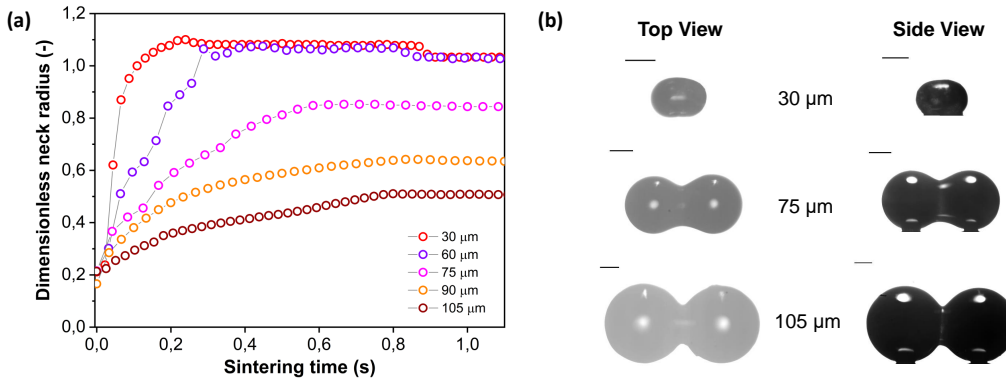 (a)
Dimensionless neck radius (-)
1,2
1,0
0,8
0,6
0,4
0,2
0,0
0,0 0,2 0,4 0,6 0,8 1,0
Sintering time (s)
30 μm
60 μm
75 μm
90 μm
105 μm
(b)
Top View Side View
30 μm
75 μm
105 μm